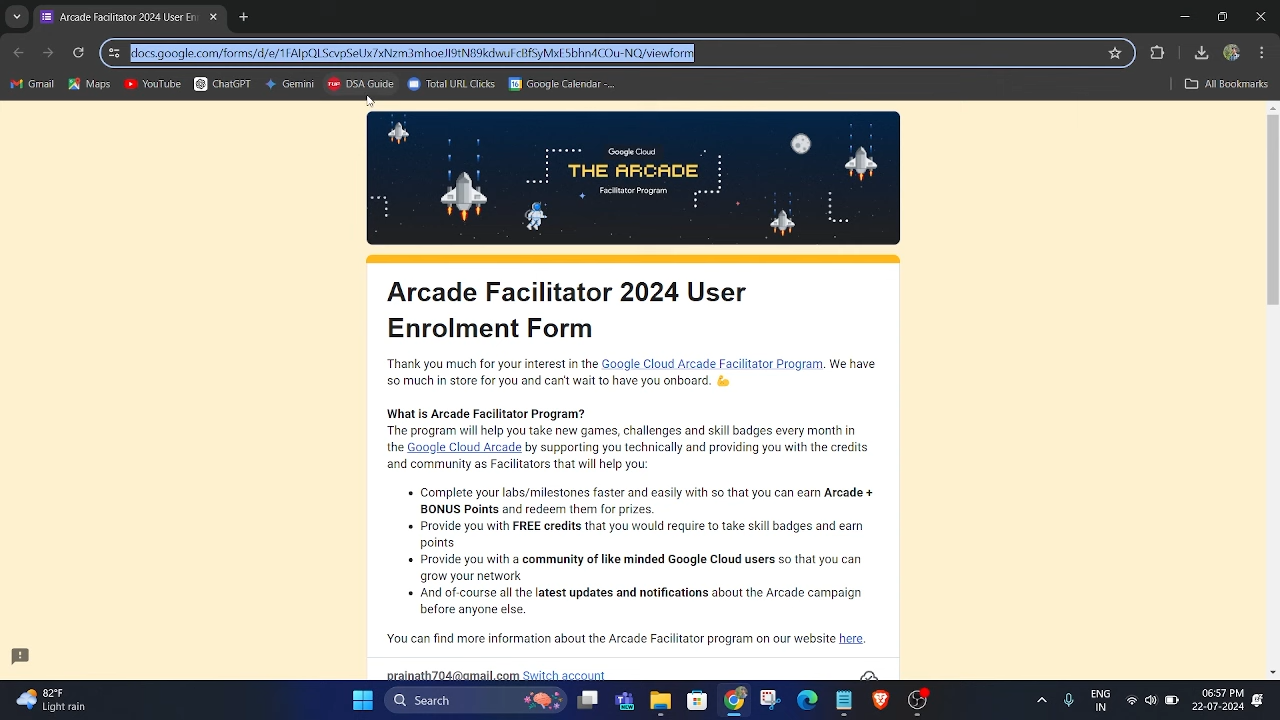 Arcade Facilitator 2024 User En
docs.google.com/forms/d/e/1FAIpQLScvpSeUx7xNzm3mhoeJI9tN89kdwuFcBfSyMxE5bhn4COu-NQ/viewform
Gmail
Maps
YouTube
ChatGPT
Gemini
TOP
DSA Guide
Total URL Clicks
16
Google Calendar -...
All Bookmarks
Google Cloud
THE ARCADE
Facilitator Program
Arcade Facilitator 2024 User
Enrolment Form
Thank you much for your interest in the Google Cloud Arcade Facilitator Program. We have
so much in store for you and can't wait to have you onboard. 💪
What is Arcade Facilitator Program?
The program will help you take new games, challenges and skill badges every month in
the Google Cloud Arcade by supporting you technically and providing you with the credits
and community as Facilitators that will help you:
• Complete your labs/milestones faster and easily with so that you can earn Arcade +
BONUS Points and redeem them for prizes.
• Provide you with FREE credits that you would require to take skill badges and earn
points
• Provide you with a community of like minded Google Cloud users so that you can
grow your network
• And of-course all the latest updates and notifications about the Arcade campaign
before anyone else.
You can find more information about the Arcade Facilitator program on our website here.
prajnath704@gmail.com Switch account
82°F
Light rain
Search
ENG
IN
06:57 PM
22-07-2024